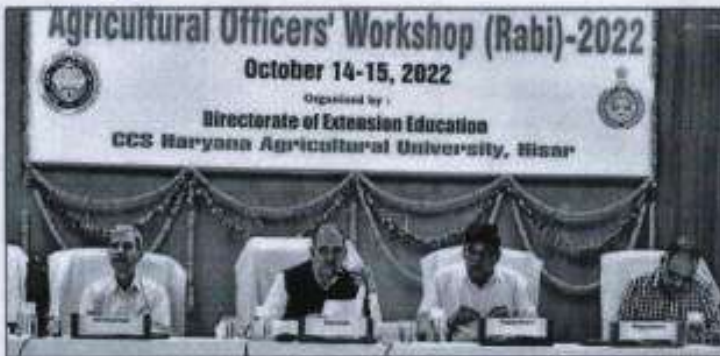 Agricultural Officers' Workshop (Rabi)-2022
October 14-15, 2022
Organized by :
Directorate of Extension Education
CCS Haryana Agricultural University, Hisar